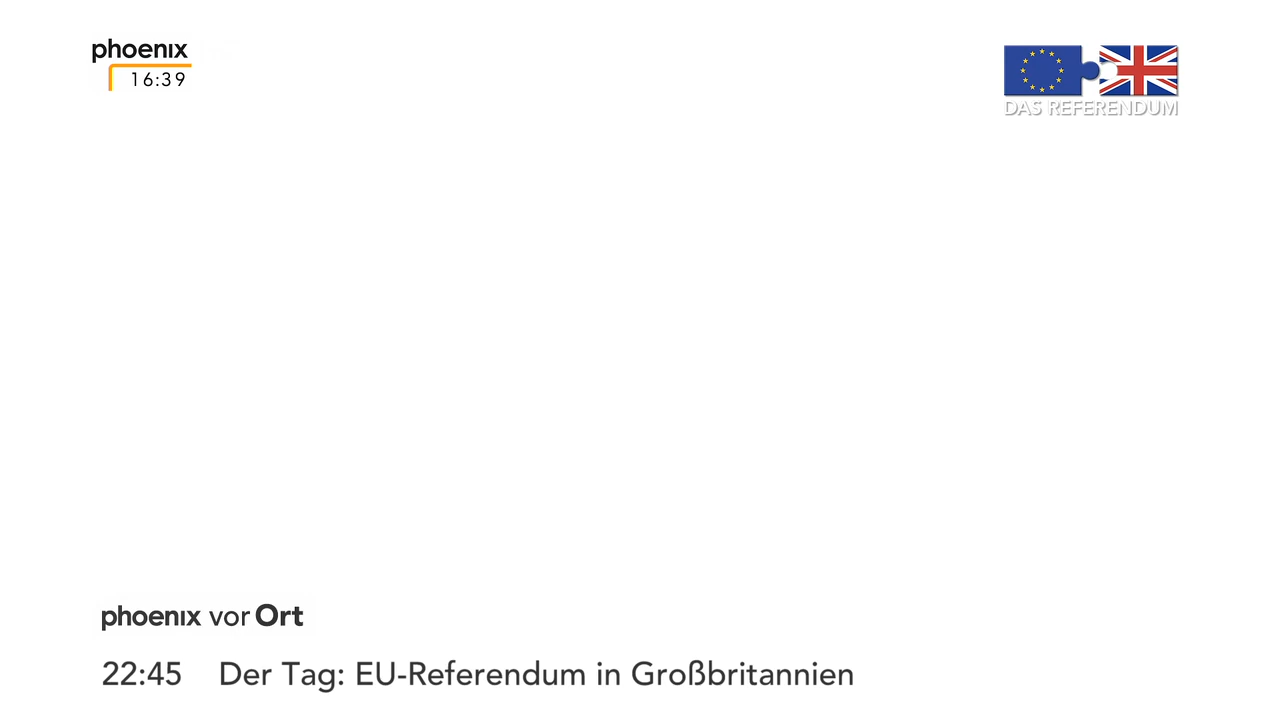 phoenix
16:39
DAS REFERENDUM
phoenix vor Ort
22:45 Der Tag: EU-Referendum in Großbritannien